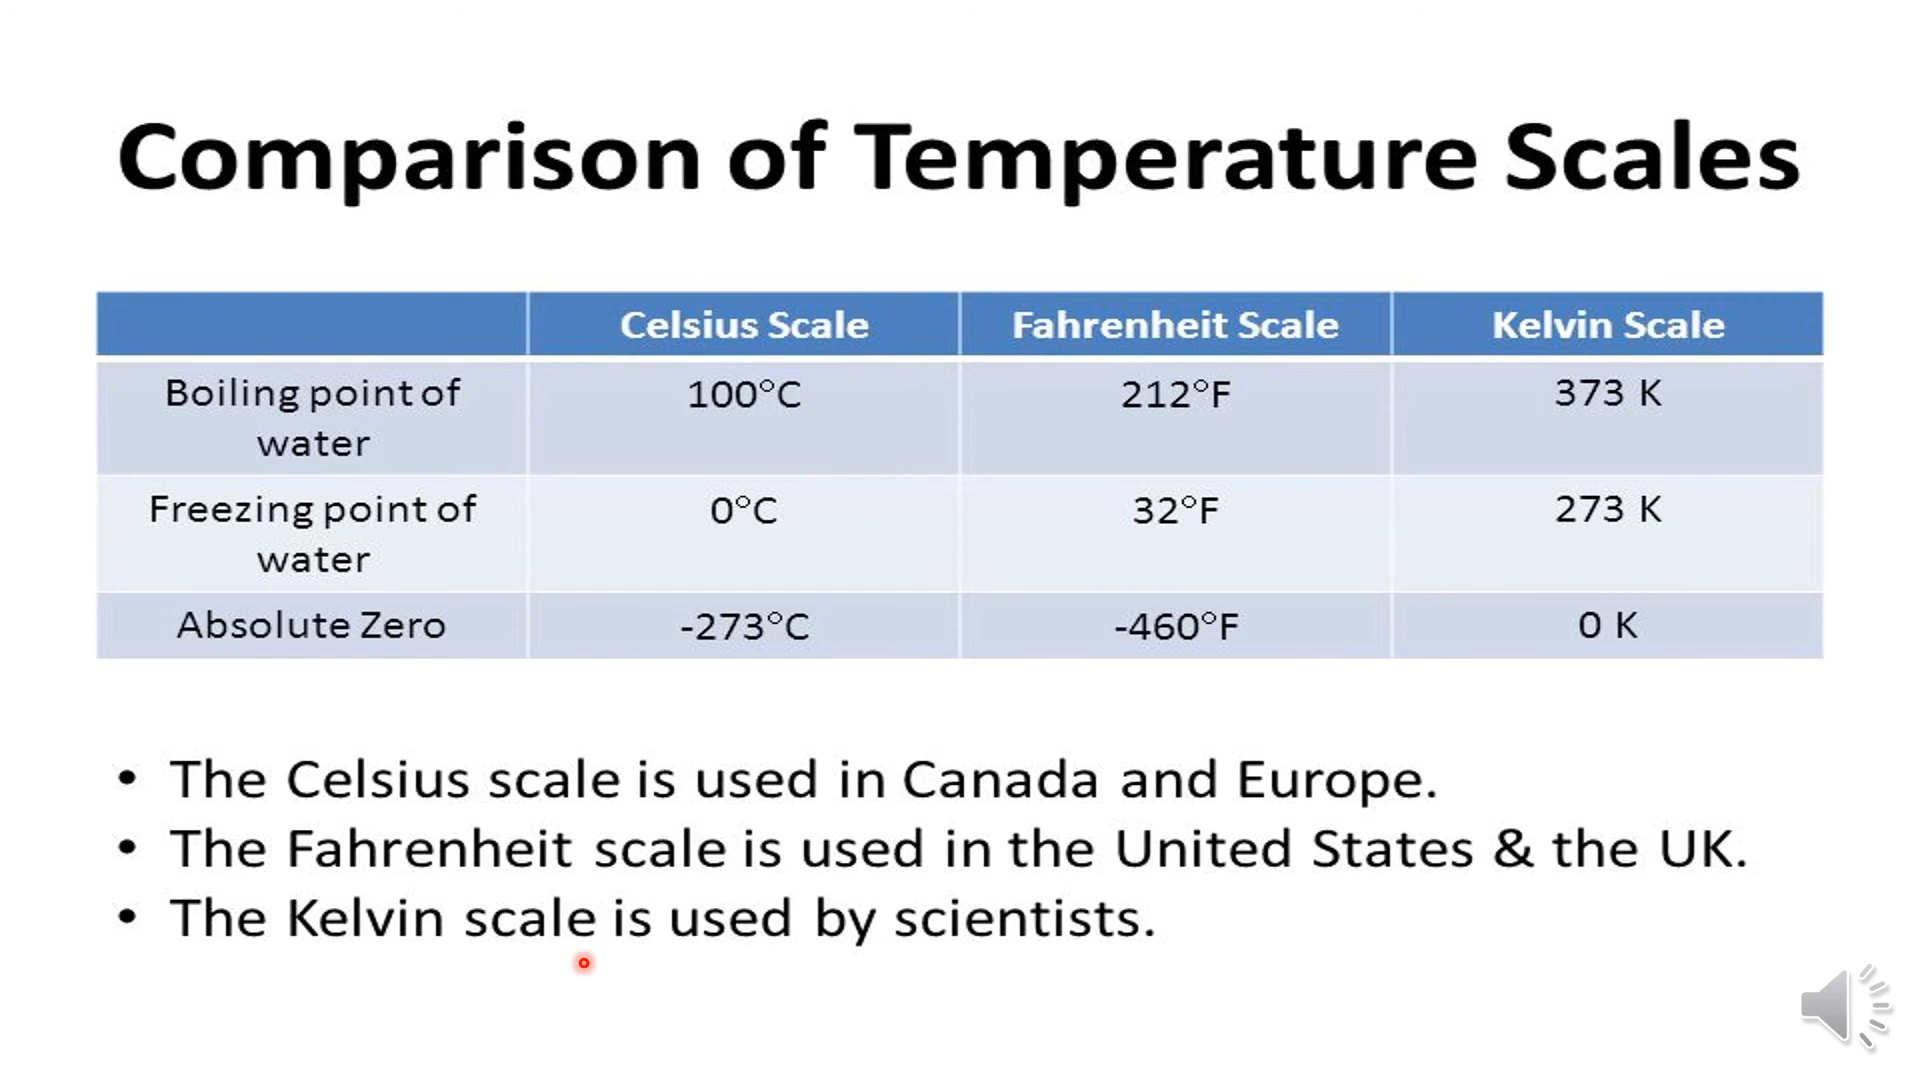 Comparison of Temperature Scales
Celsius Scale Fahrenheit Scale Kelvin Scale
Boiling point of water 100°C 212°F 373 K
Freezing point of water 0°C 32°F 273 K
Absolute Zero -273°C -460°F 0 K
• The Celsius scale is used in Canada and Europe.
• The Fahrenheit scale is used in the United States & the UK.
• The Kelvin scale is used by scientists.